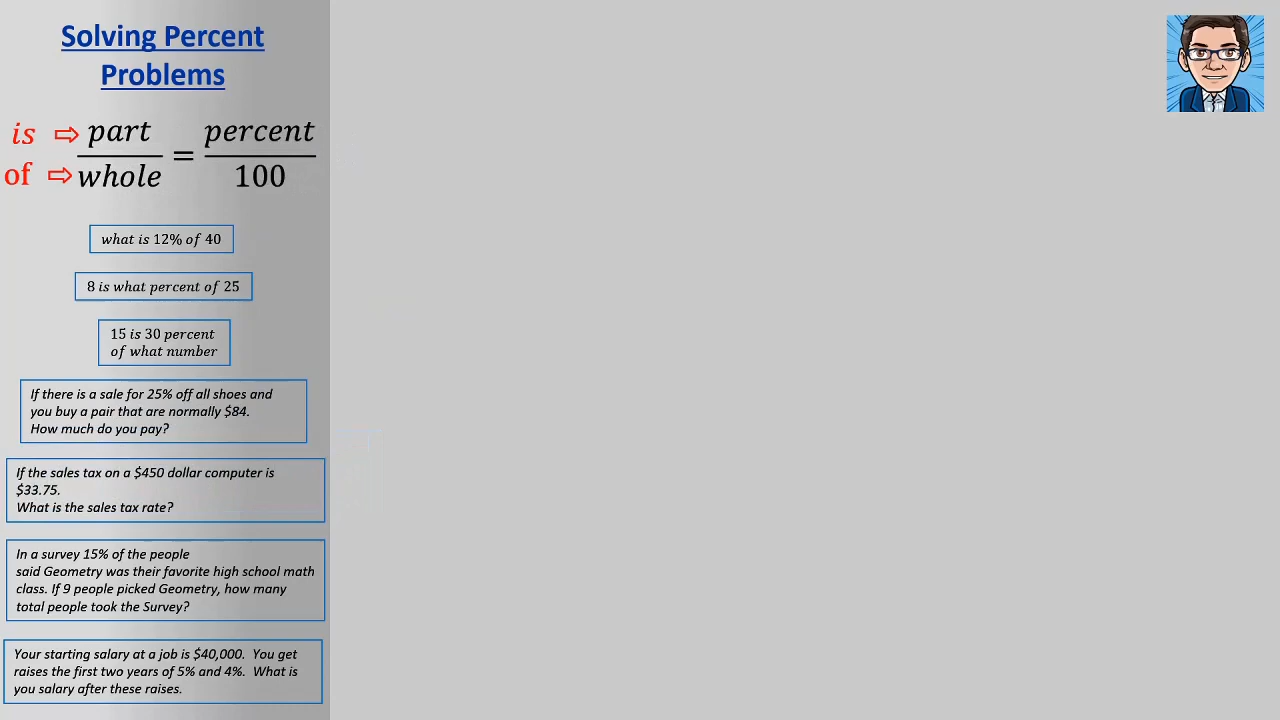 Solving Percent
Problems
is ⇨ part = percent
of ⇨ whole 100
what is 12% of 40
8 is what percent of 25
15 is 30 percent
of what number
If there is a sale for 25% off all shoes and
you buy a pair that are normally $84.
How much do you pay?
If the sales tax on a $450 dollar computer is
$33.75.
What is the sales tax rate?
In a survey 15% of the people
said Geometry was their favorite high school math
class. If 9 people picked Geometry, how many
total people took the Survey?
Your starting salary at a job is $40,000. You get
raises the first two years of 5% and 4%. What is
you salary after these raises.